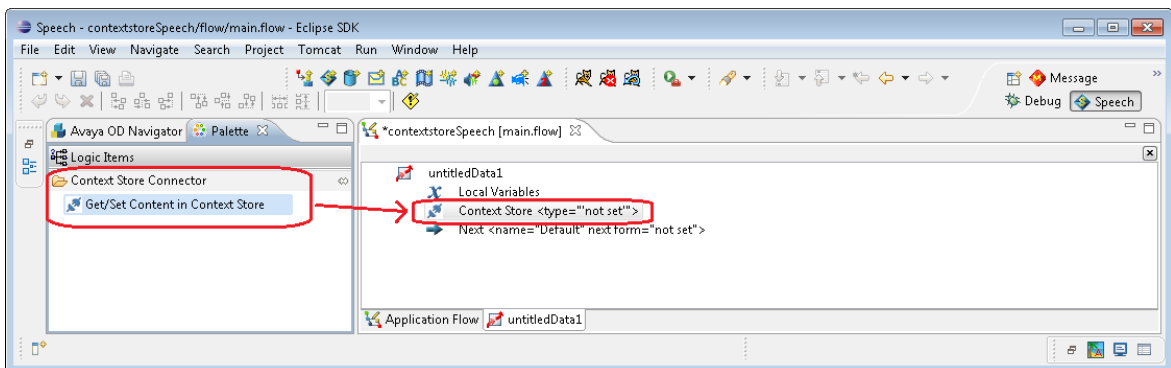 Speech - contextstoreSpeech/flow/main.flow - Eclipse SDK
File Edit View Navigate Search Project Tomcat Run Window Help
Message
Debug Speech
Avaya OD Navigator Palette
*contextstoreSpeech [main.flow]
Logic Items
Context Store Connector
Get/Set Content in Context Store
untitledData1
Local Variables
Context Store <type="'not set'">
Next <name="Default" next form="not set">
Application Flow untitledData1